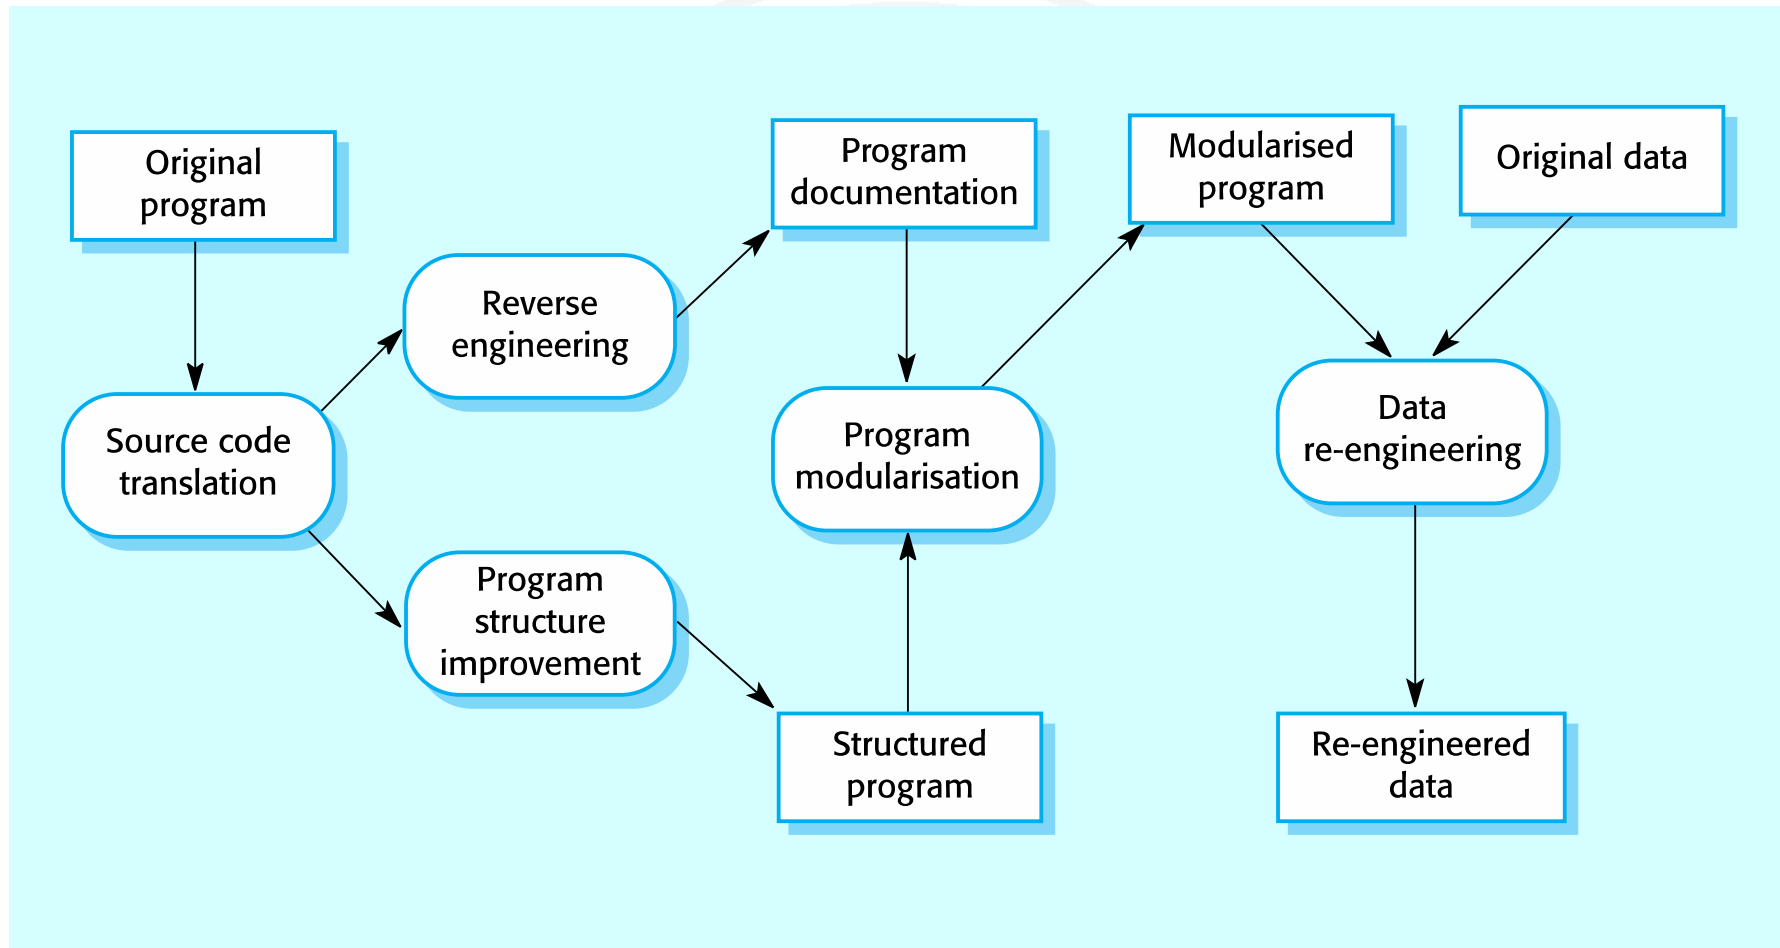 Original
program
Source code
translation
Reverse
engineering
Program
structure
improvement
Program
documentation
Program
modularisation
Structured
program
Modularised
program
Original data
Data
re-engineering
Re-engineered
data